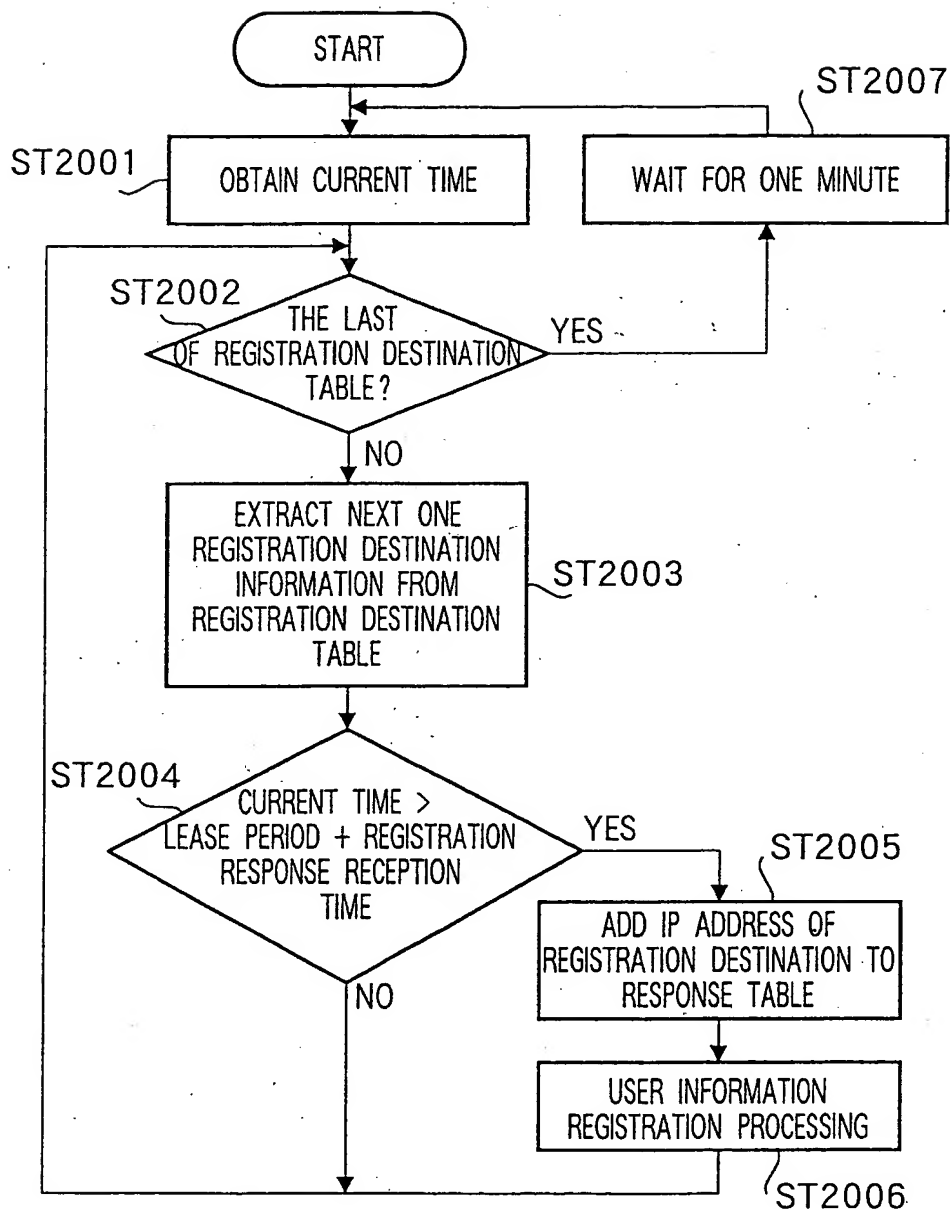 START
ST2007
ST2001
OBTAIN CURRENT TIME
WAIT FOR ONE MINUTE
ST2002
THE LAST
OF REGISTRATION DESTINATION
TABLE?
YES
NO
EXTRACT NEXT ONE
REGISTRATION DESTINATION
INFORMATION FROM
REGISTRATION DESTINATION
TABLE
ST2003
ST2004
CURRENT TIME >
LEASE PERIOD + REGISTRATION
RESPONSE RECEPTION
TIME
YES
NO
ST2005
ADD IP ADDRESS OF
REGISTRATION DESTINATION TO
RESPONSE TABLE
USER INFORMATION
REGISTRATION PROCESSING
ST2006